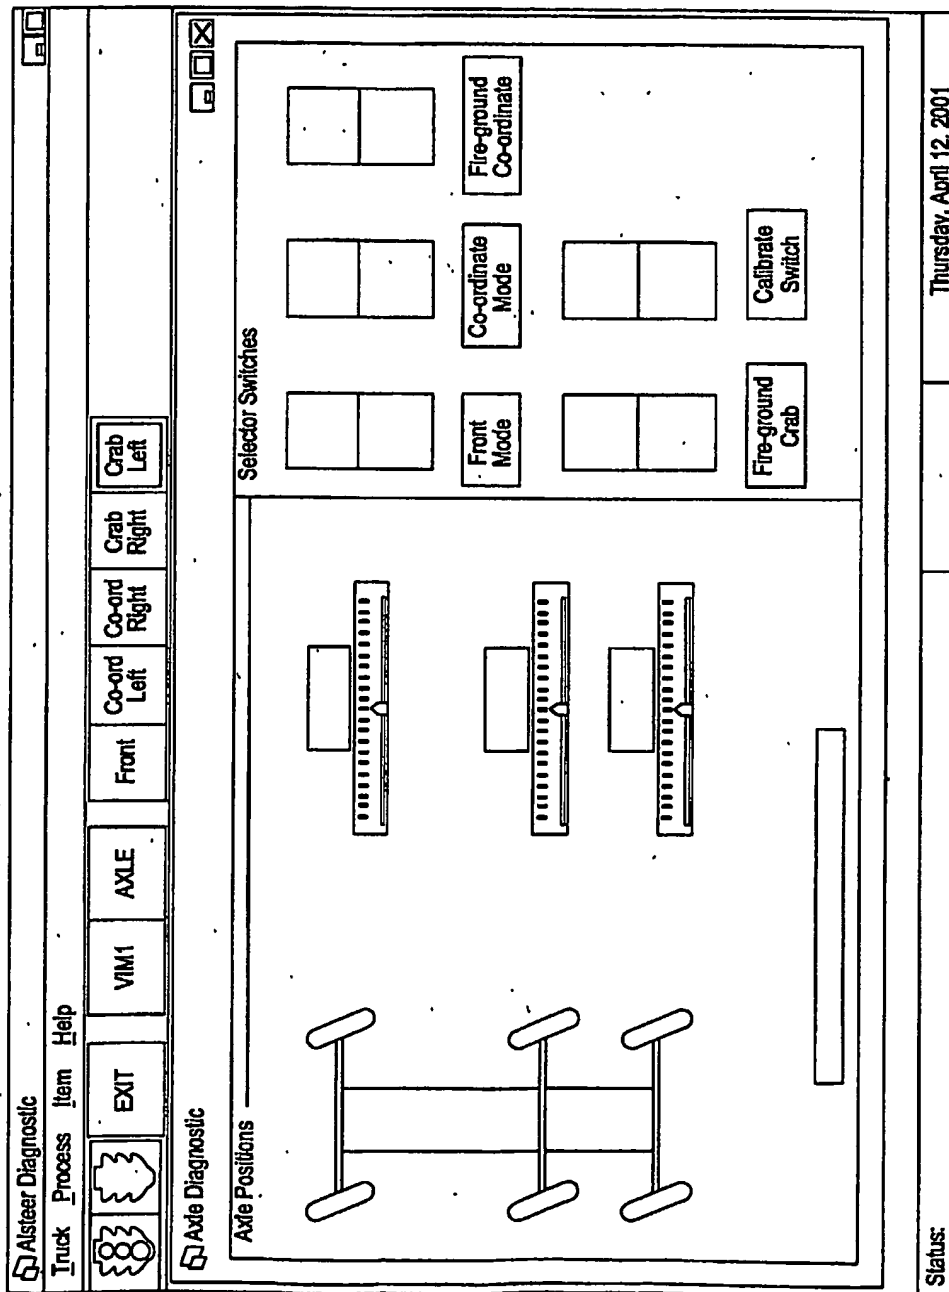 Alsteer Diagnostic
Truck Process Item Help
EXIT
VIM1
AXLE
Front
Co-ord
Left
Co-ord
Right
Crab
Right
Crab
Left
Axle Diagnostic
Axle Positions
Selector Switches
Front
Mode
Co-ordinate
Mode
Fire-ground
Co-ordinate
Fire-ground
Crab
Calibrate
Switch
Status:
Thursday, April 12, 2001